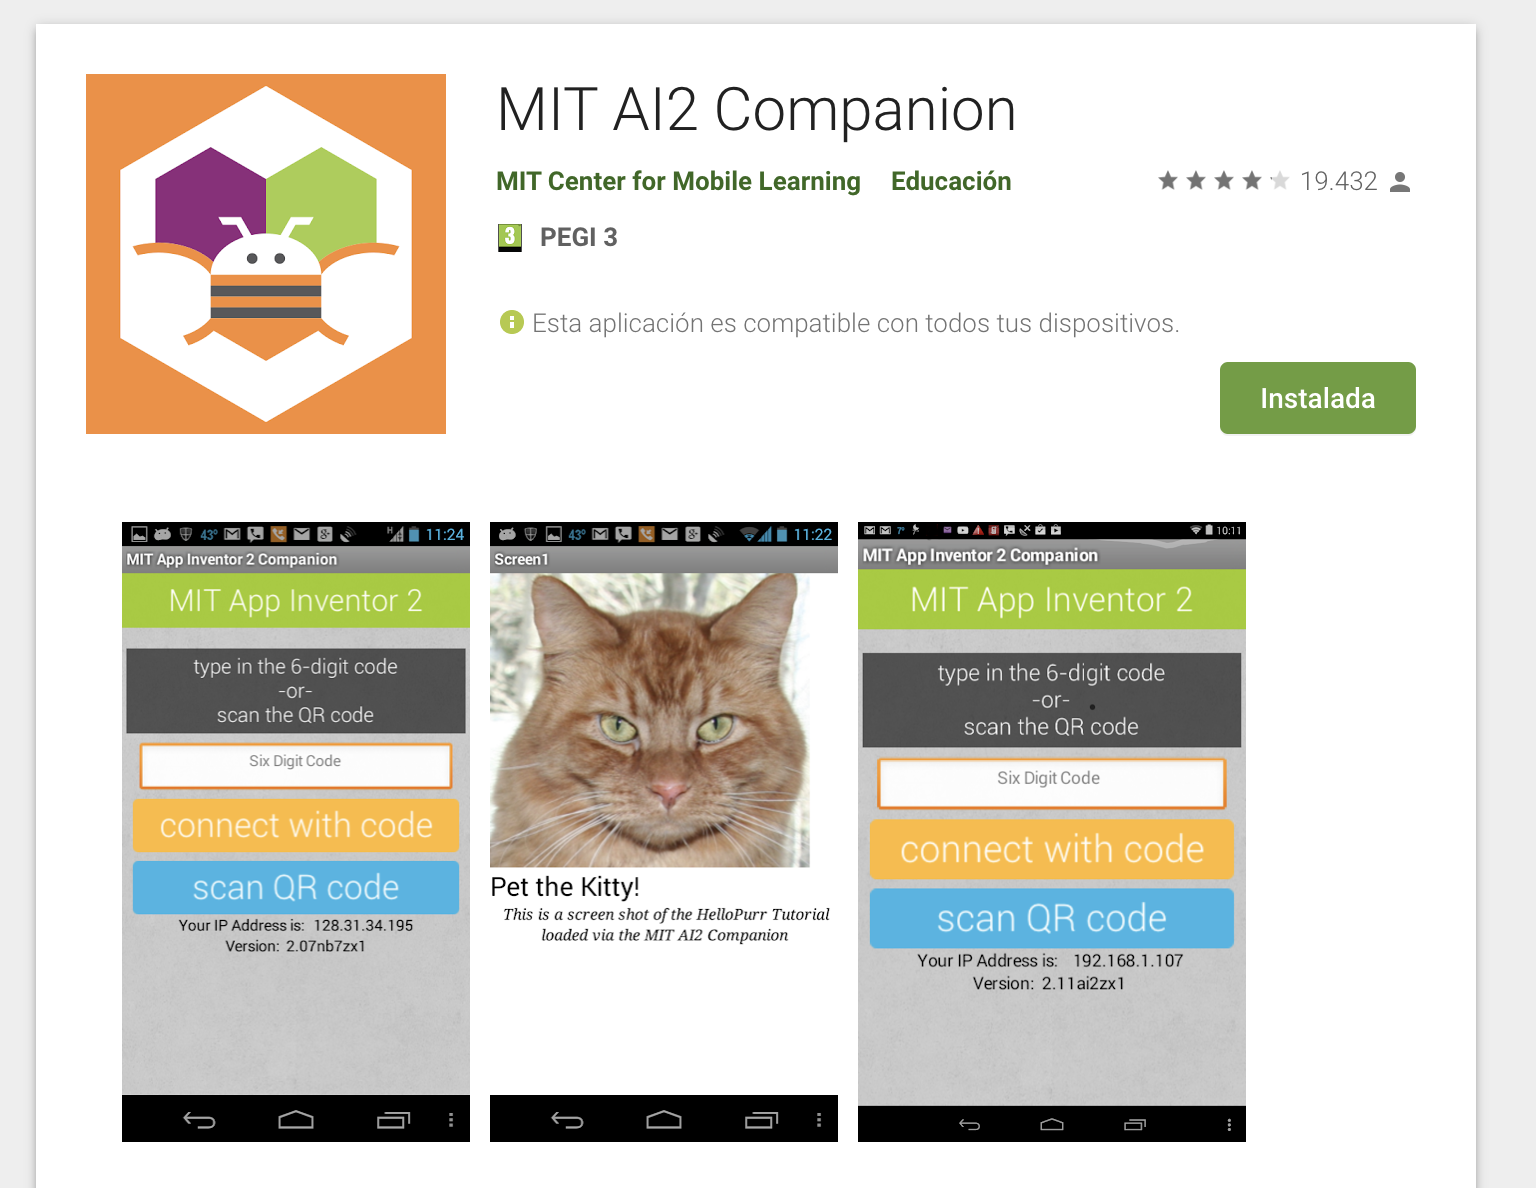 MIT AI2 Companion
MIT Center for Mobile Learning Educación 19.432
3 PEGI 3
Esta aplicación es compatible con todos tus dispositivos.
Instalada
43° H 11:24
MIT App Inventor 2 Companion
MIT App Inventor 2
type in the 6-digit code
-or-
scan the QR code
Six Digit Code
connect with code
scan QR code
Your IP Address is: 128.31.34.195
Version: 2.07nb7zx1
43° 11:22
Screen1
Pet the Kitty!
This is a screen shot of the HelloPurr Tutorial
loaded via the MIT AI2 Companion
7° 10:11
MIT App Inventor 2 Companion
MIT App Inventor 2
type in the 6-digit code
-or-
scan the QR code
Six Digit Code
connect with code
scan QR code
Your IP Address is: 192.168.1.107
Version: 2.11ai2zx1